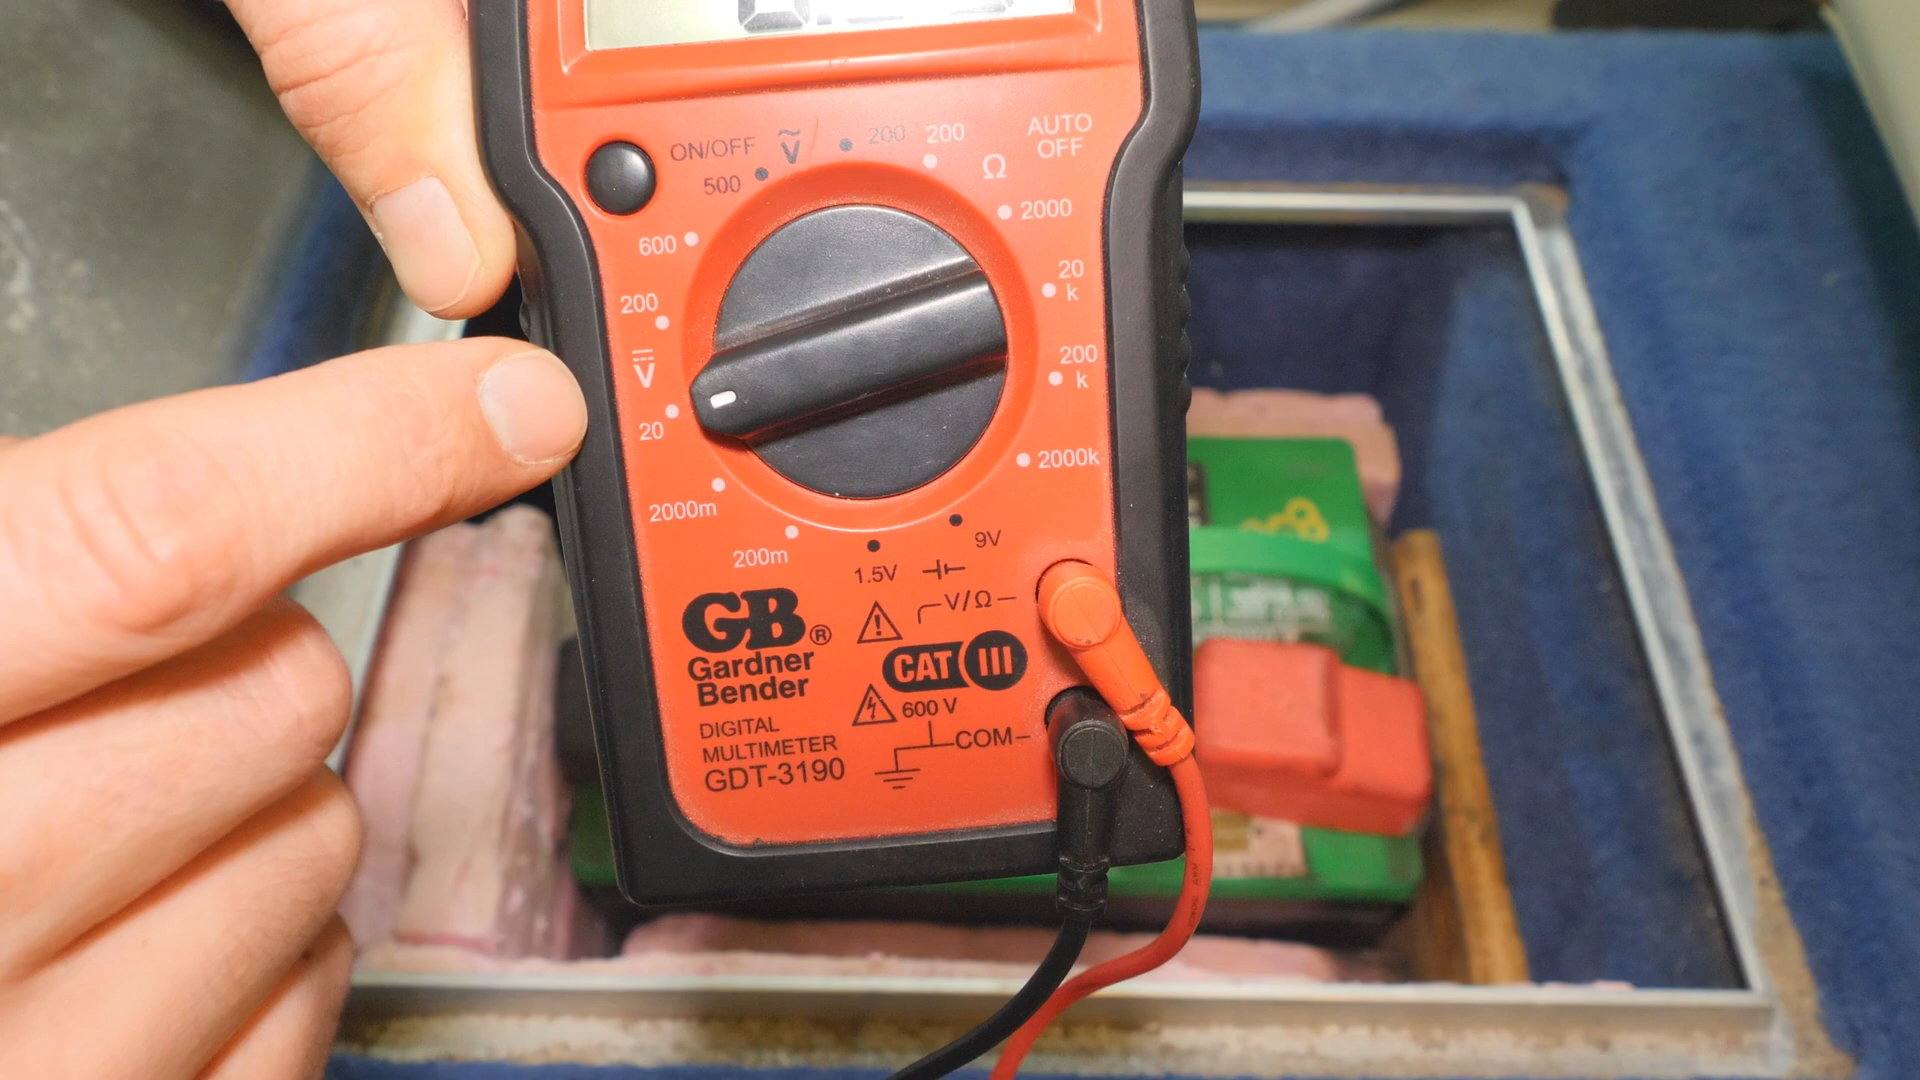 ON/OFF
Ṽ
200
200
AUTO
OFF
500
Ω
600
2000
200
20
k
V
200
k
20
2000k
2000m
200m
1.5V
9V
V/Ω
GB®
Gardner
Bender
CAT III
600 V
DIGITAL
MULTIMETER
COM
GDT-3190